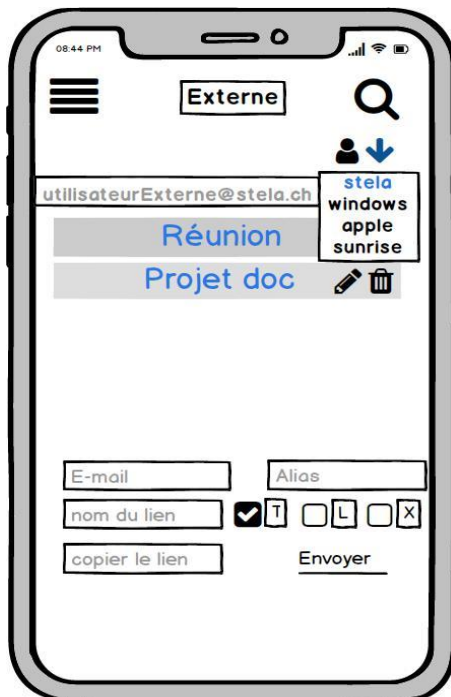 08:44 PM
Externe
utilisateurExterne@stela.ch
stela
windows
apple
sunrise
Réunion
Projet doc
E-mail
Alias
nom du lien
T
L
X
copier le lien
Envoyer